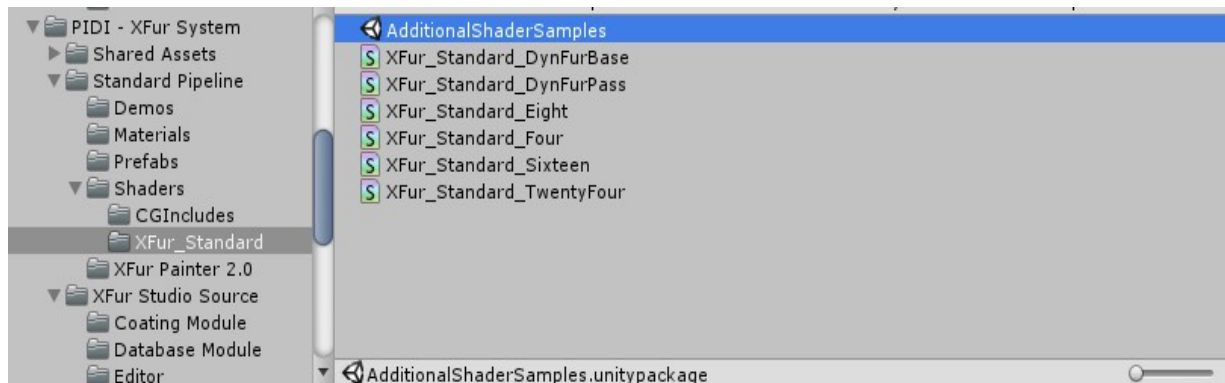 PIDI - XFur System
Shared Assets
Standard Pipeline
Demos
Materials
Prefabs
Shaders
CGIncludes
XFur_Standard
XFur Painter 2.0
XFur Studio Source
Coating Module
Database Module
Editor
AdditionalShaderSamples
XFur_Standard_DynFurBase
XFur_Standard_DynFurPass
XFur_Standard_Eight
XFur_Standard_Four
XFur_Standard_Sixteen
XFur_Standard_TwentyFour
AdditionalShaderSamples.unitypackage